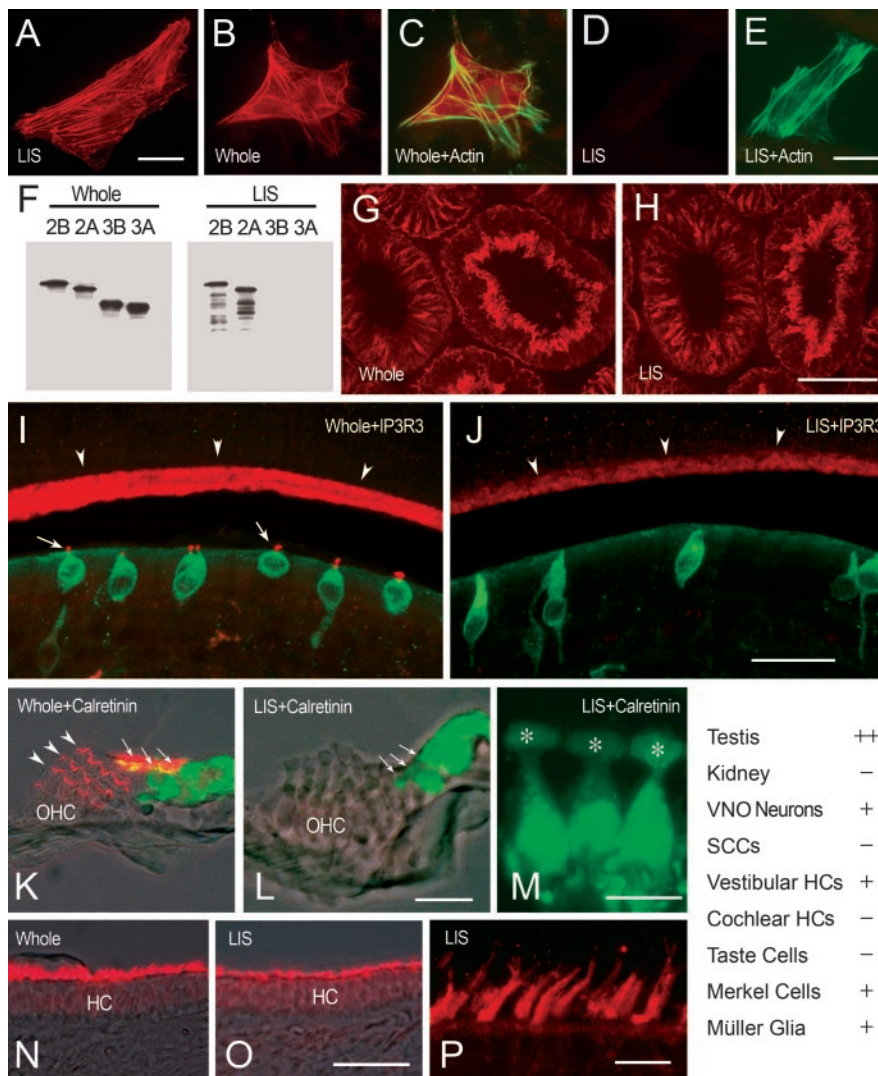 A B C D E
LIS Whole Whole+Actin LIS LIS+Actin
F Whole LIS G H
2B 2A 3B 3A 2B 2A 3B 3A
Whole LIS
I Whole+IP3R3 J LIS+IP3R3
Whole+Calretinin LIS+Calretinin LIS+Calretinin
* * *
OHC OHC
K L M
Whole LIS LIS
HC HC
N O P
Testis ++
Kidney −
VNO Neurons +
SCCs −
Vestibular HCs +
Cochlear HCs −
Taste Cells −
Merkel Cells +
Müller Glia +